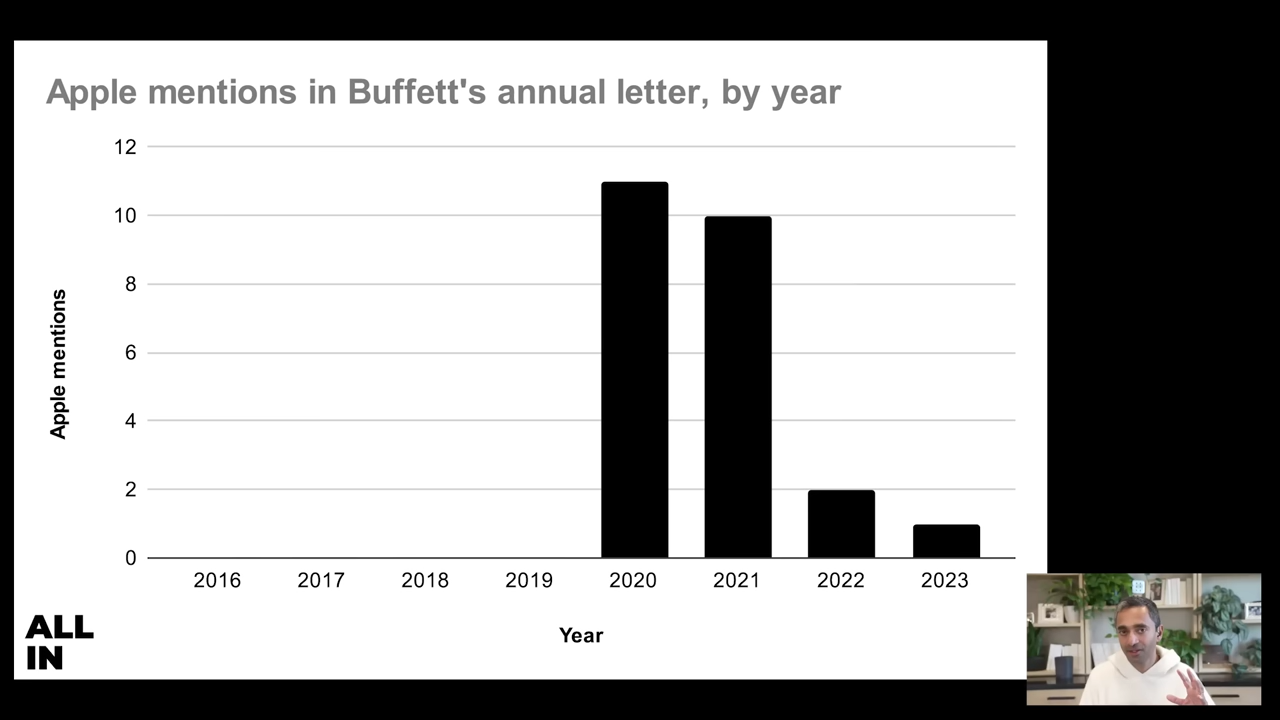 Apple mentions in Buffett's annual letter, by year
12
10
8
6
4
2
0
Apple mentions
2016 2017 2018 2019 2020 2021 2022 2023
Year
ALL
IN